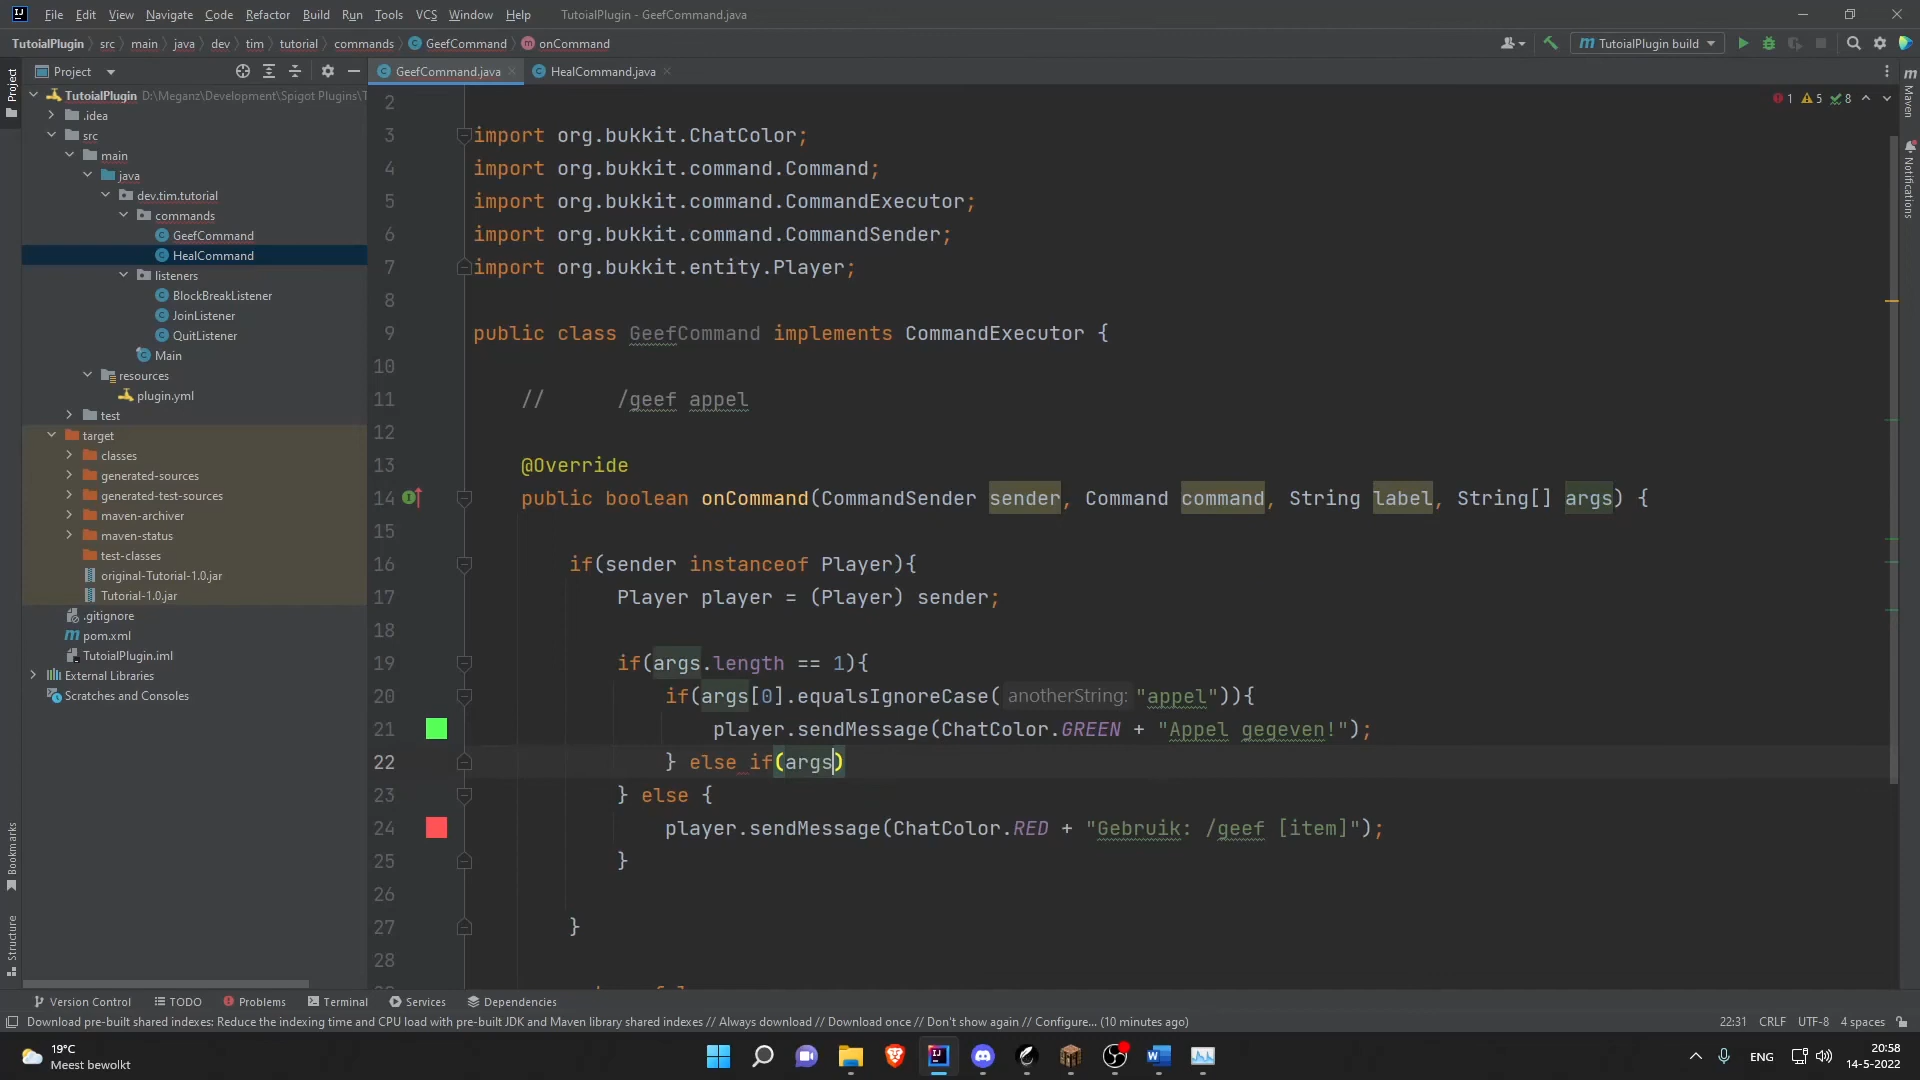 File Edit View Navigate Code Refactor Build Run Tools VCS Window Help TutoialPlugin - GeefCommand.java
TutoialPlugin src main java dev tim tutorial commands GeefCommand onCommand TutoialPlugin build
Project GeefCommand.java HealCommand.java
TutoialPlugin D:\Meganz\Development\Spigot Plugins\T
.idea
src
main
java
dev.tim.tutorial
commands
GeefCommand
HealCommand
listeners
BlockBreakListener
JoinListener
QuitListener
Main
resources
plugin.yml
test
target
classes
generated-sources
generated-test-sources
maven-archiver
maven-status
test-classes
original-Tutorial-1.0.jar
Tutorial-1.0.jar
.gitignore
pom.xml
TutoialPlugin.iml
External Libraries
Scratches and Consoles
1 5 8
2
3 import org.bukkit.ChatColor;
4 import org.bukkit.command.Command;
5 import org.bukkit.command.CommandExecutor;
6 import org.bukkit.command.CommandSender;
7 import org.bukkit.entity.Player;
8
9 public class GeefCommand implements CommandExecutor {
10
11 // /geef appel
12
13 @Override
14 public boolean onCommand(CommandSender sender, Command command, String label, String[] args) {
15
16 if(sender instanceof Player){
17 Player player = (Player) sender;
18
19 if(args.length == 1){
20 if(args[0].equalsIgnoreCase( anotherString: "appel")){
21 player.sendMessage(ChatColor.GREEN + "Appel gegeven!");
22 } else if(args)
23 } else {
24 player.sendMessage(ChatColor.RED + "Gebruik: /geef [item]");
25 }
26
27 }
28
Project
Bookmarks
Structure
Maven
Notifications
Version Control TODO Problems Terminal Services Dependencies
Download pre-built shared indexes: Reduce the indexing time and CPU load with pre-built JDK and Maven library shared indexes // Always download // Download once // Don't show again // Configure... (10 minutes ago) 22:31 CRLF UTF-8 4 spaces
19°C
Meest bewolkt
ENG
20:58
14-5-2022